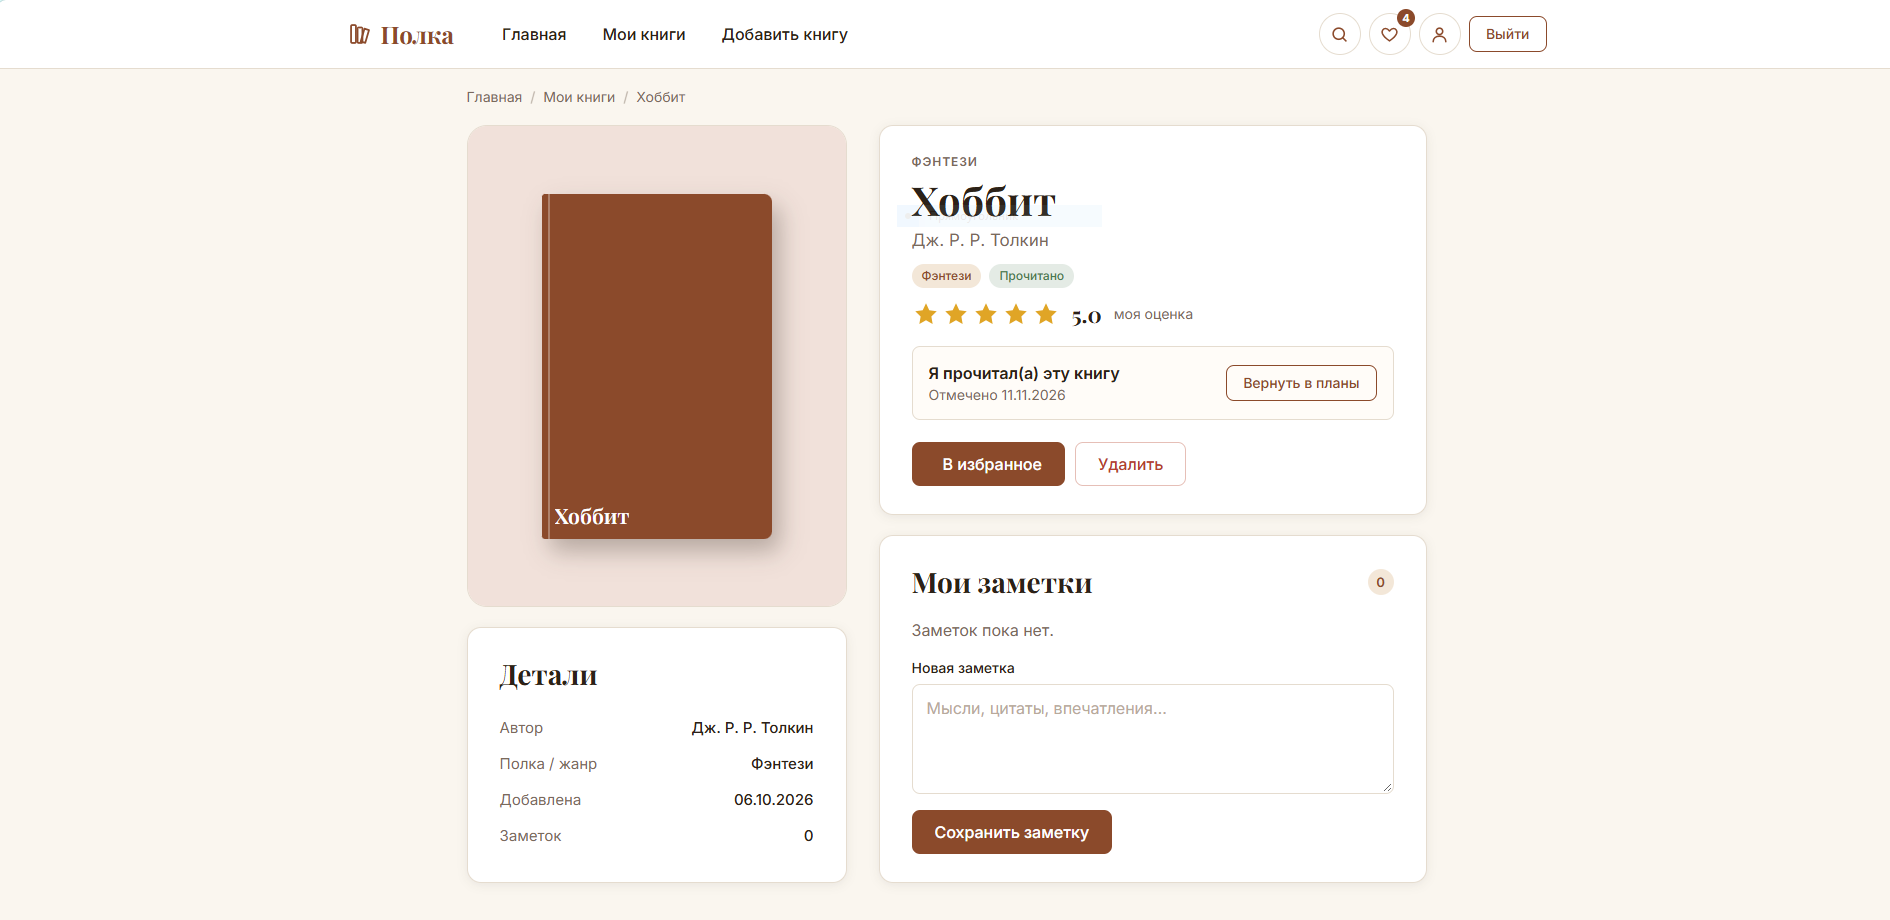 Полка
Главная
Мои книги
Добавить книгу
4
Выйти
Главная / Мои книги / Хоббит
Хоббит
Детали
Автор Дж. Р. Р. Толкин
Полка / жанр Фэнтези
Добавлена 06.10.2026
Заметок 0
ФЭНТЕЗИ
Хоббит
Дж. Р. Р. Толкин
Фэнтези Прочитано
5.0 моя оценка
Я прочитал(а) эту книгу
Отмечено 11.11.2026
Вернуть в планы
В избранное
Удалить
Мои заметки
0
Заметок пока нет.
Новая заметка
Мысли, цитаты, впечатления...
Сохранить заметку